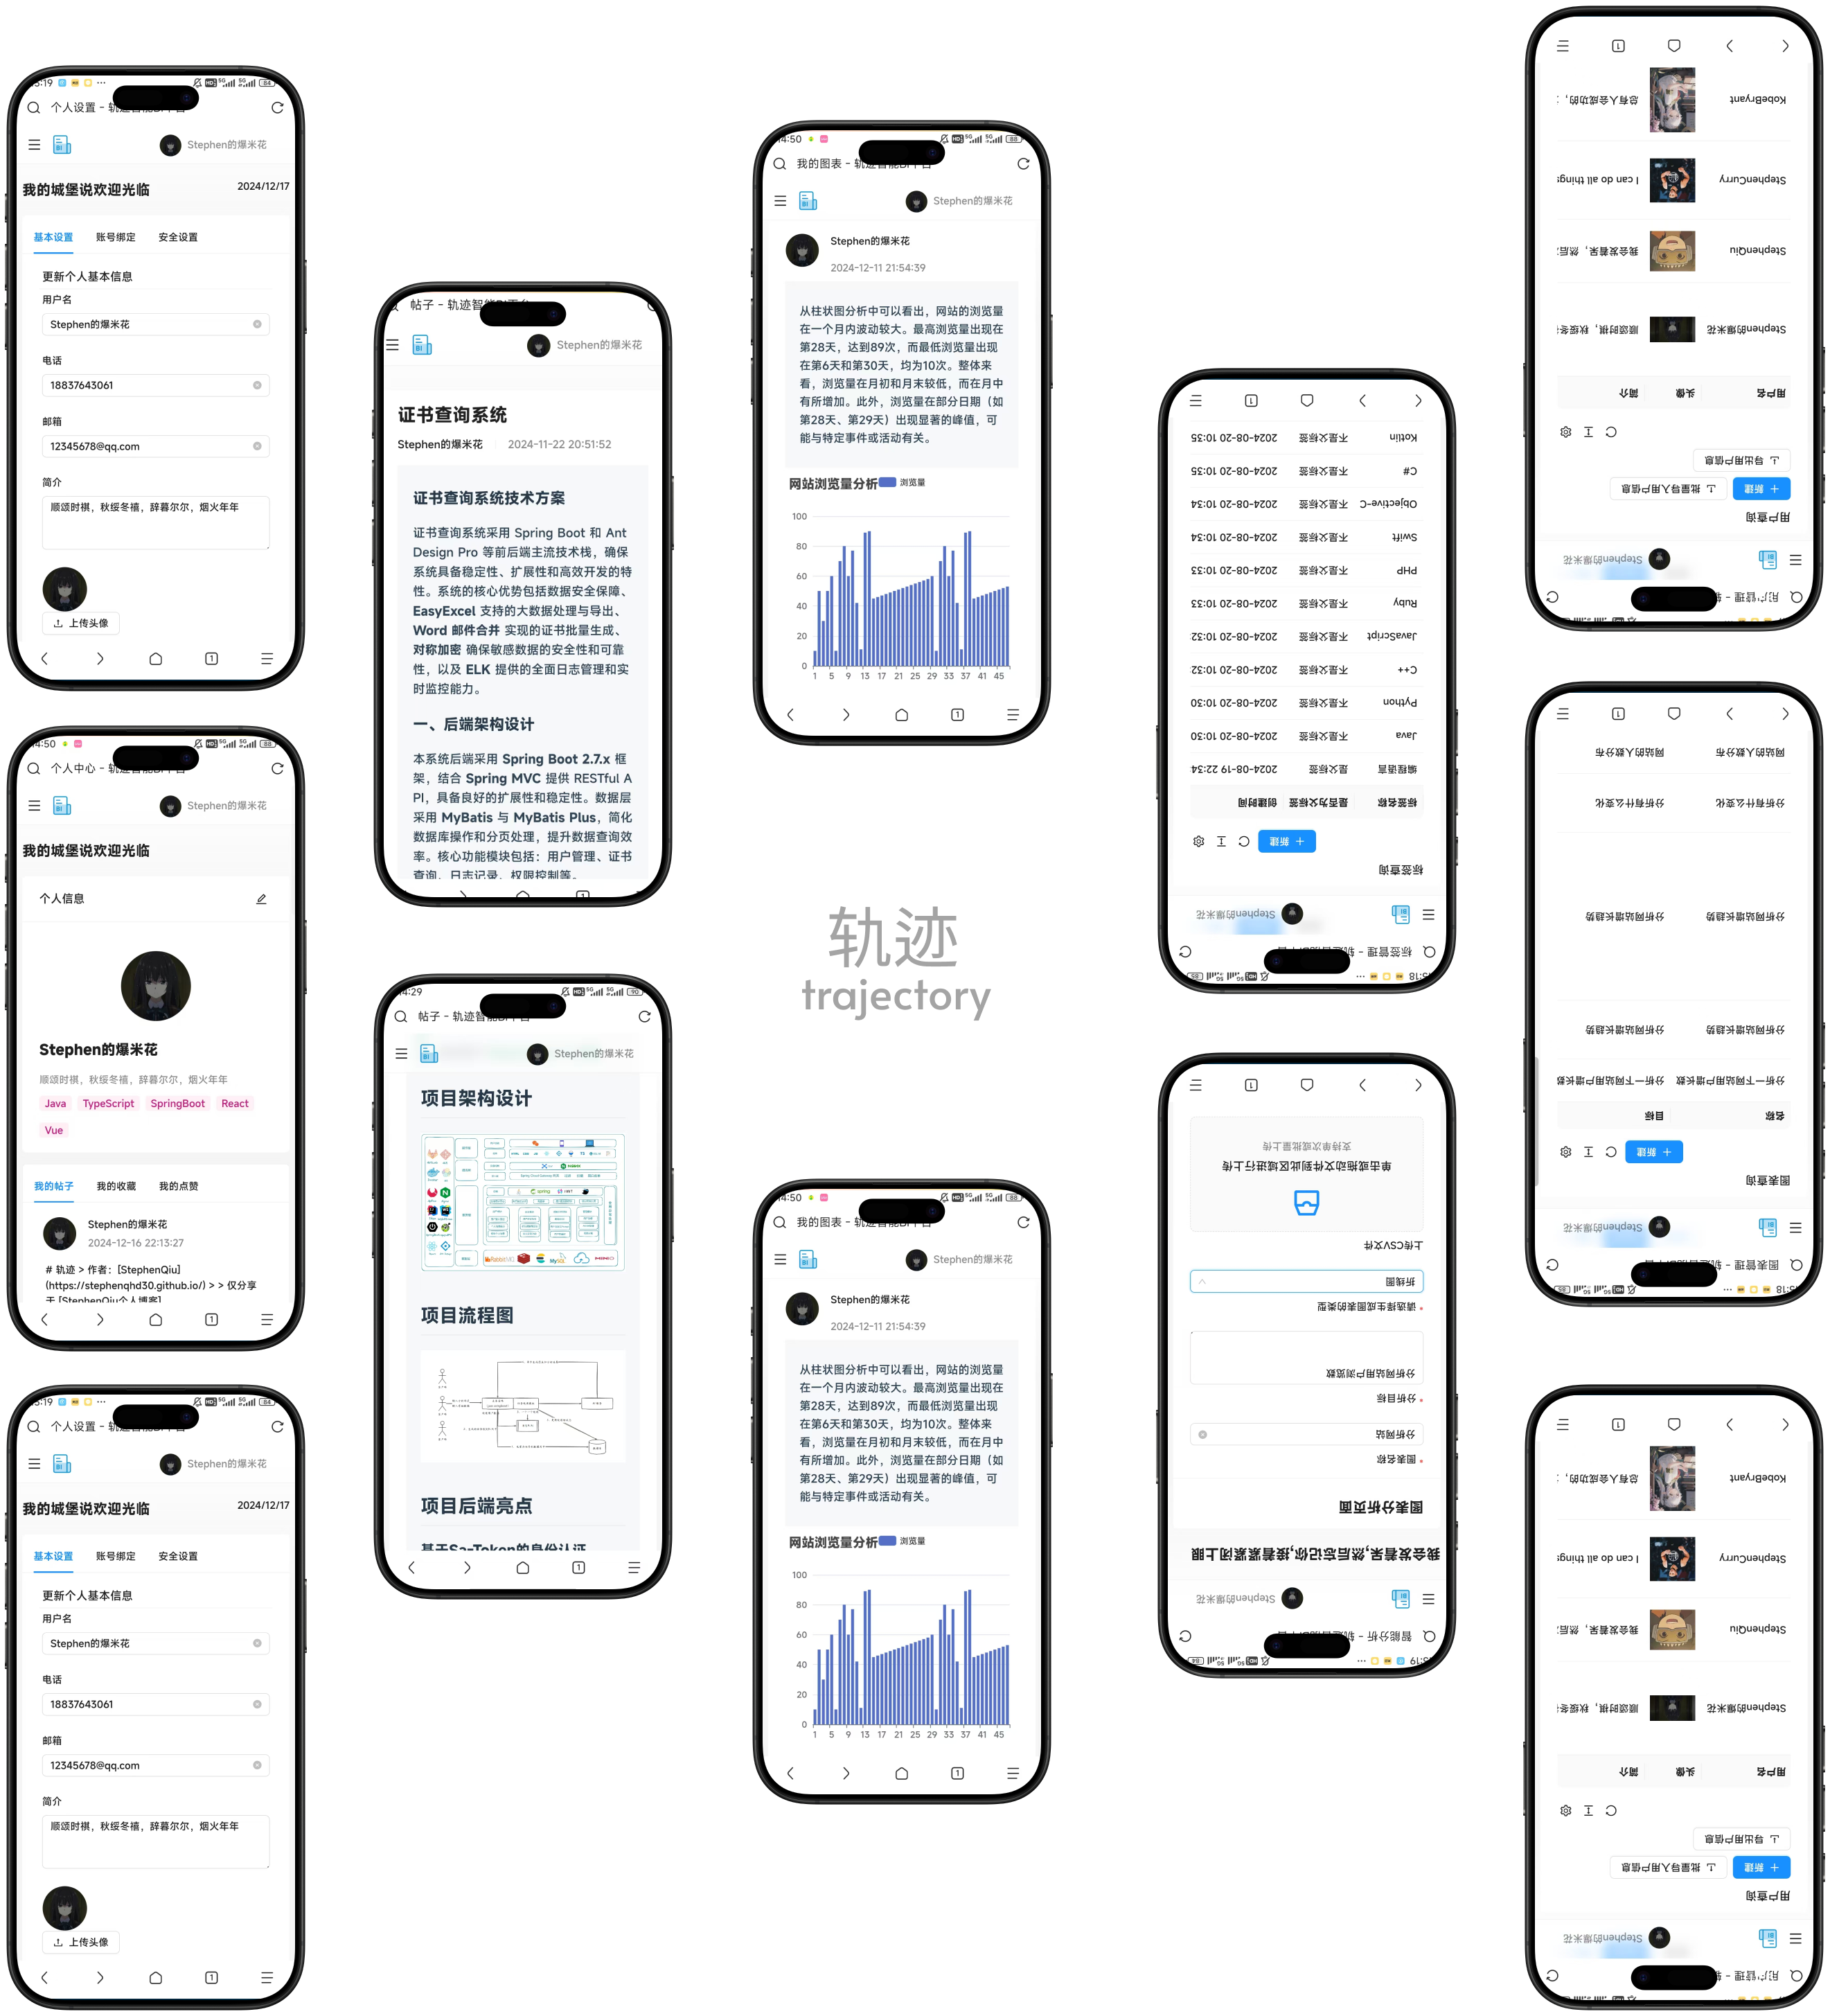 5:19
个人设置 - 轨迹智能BI平台
Stephen的爆米花
我的城堡说欢迎光临
2024/12/17
基本设置 账号绑定 安全设置
更新个人基本信息
用户名
Stephen的爆米花
电话
18837643061
邮箱
12345678@qq.com
简介
顺颂时祺，秋绥冬禧，辞暮尔尔，烟火年年
上传头像
4:50
个人中心 - 轨迹智能BI平台
Stephen的爆米花
我的城堡说欢迎光临
个人信息
Stephen的爆米花
顺颂时祺，秋绥冬禧，辞暮尔尔，烟火年年
Java TypeScript SpringBoot React
Vue
我的帖子 我的收藏 我的点赞
Stephen的爆米花
2024-12-16 22:13:27
# 轨迹 > 作者：[StephenQiu]
(https://stephenqhd30.github.io/) > > 仅分享
于 [StephenQiu个人博客]
5:19
个人设置 - 轨迹智能BI平台
Stephen的爆米花
我的城堡说欢迎光临
2024/12/17
基本设置 账号绑定 安全设置
更新个人基本信息
用户名
Stephen的爆米花
电话
18837643061
邮箱
12345678@qq.com
简介
顺颂时祺，秋绥冬禧，辞暮尔尔，烟火年年
上传头像
帖子 - 轨迹智能BI平台
Stephen的爆米花
证书查询系统
Stephen的爆米花 2024-11-22 20:51:52
证书查询系统技术方案
证书查询系统采用 Spring Boot 和 Ant
Design Pro 等前后端主流技术栈，确保
系统具备稳定性、扩展性和高效开发的特
性。系统的核心优势包括数据安全保障、
EasyExcel 支持的大数据处理与导出、
Word 邮件合并 实现的证书批量生成、
对称加密 确保敏感数据的安全性和可靠
性，以及 ELK 提供的全面日志管理和实
时监控能力。
一、后端架构设计
本系统后端采用 Spring Boot 2.7.x 框
架，结合 Spring MVC 提供 RESTful A
PI，具备良好的扩展性和稳定性。数据层
采用 MyBatis 与 MyBatis Plus，简化
数据库操作和分页处理，提升数据查询效
率。核心功能模块包括：用户管理、证书
查询、日志记录、权限控制等。
4:29
帖子 - 轨迹智能BI平台
Stephen的爆米花
项目架构设计
项目流程图
项目后端亮点
基于Sa-Token的身份认证
4:50
我的图表 - 轨迹智能BI平台
Stephen的爆米花
Stephen的爆米花
2024-12-11 21:54:39
从柱状图分析中可以看出，网站的浏览量
在一个月内波动较大。最高浏览量出现在
第28天，达到89次，而最低浏览量出现
在第6天和第30天，均为10次。整体来
看，浏览量在月初和月末较低，而在月中
有所增加。此外，浏览量在部分日期（如
第28天、第29天）出现显著的峰值，可
能与特定事件或活动有关。
网站浏览量分析 浏览量
100
80
60
40
20
0
1 5 9 13 17 21 25 29 33 37 41 45
轨迹
trajectory
4:50
我的图表 - 轨迹智能BI平台
Stephen的爆米花
Stephen的爆米花
2024-12-11 21:54:39
从柱状图分析中可以看出，网站的浏览量
在一个月内波动较大。最高浏览量出现在
第28天，达到89次，而最低浏览量出现
在第6天和第30天，均为10次。整体来
看，浏览量在月初和月末较低，而在月中
有所增加。此外，浏览量在部分日期（如
第28天、第29天）出现显著的峰值，可
能与特定事件或活动有关。
网站浏览量分析 浏览量
100
80
60
40
20
0
1 5 9 13 17 21 25 29 33 37 41 45
5:18
标签管理 - 轨迹智能BI平台
Stephen的爆米花
标签查询
新建
标签名称 是否为父标签 创建时间
编程语言 是父标签 2024-08-19 22:34
Java 不是父标签 2024-08-20 10:30
Python 不是父标签 2024-08-20 10:30
C++ 不是父标签 2024-08-20 10:32
JavaScript 不是父标签 2024-08-20 10:32
Ruby 不是父标签 2024-08-20 10:33
PHP 不是父标签 2024-08-20 10:33
Swift 不是父标签 2024-08-20 10:34
Objective-C 不是父标签 2024-08-20 10:34
C# 不是父标签 2024-08-20 10:35
Kotlin 不是父标签 2024-08-20 10:35
5:19
智能分析 - 轨迹智能BI平台
Stephen的爆米花
我会发着呆,然后忘记你,接着紧紧闭上眼
图表分析页面
* 图表名称
分析网站
* 分析目标
分析网站用户浏览数
* 请选择生成图表的类型
折线图
上传CSV文件
单击或拖动文件到此区域进行上传
支持单次或批量上传
用户管理 - 轨
Stephen的爆米花
用户查询
新建 批量导入用户信息
导出用户信息
用户名 头像 简介
Stephen的爆米花 顺颂时祺，秋绥冬
StephenQiu 我会发着呆，然后
StephenCurry I can do all things
KobeBryant 总有人会成功的，
5:18
图表管理 - 轨迹智能BI平台
Stephen的爆米花
图表查询
新建
名称 目标
分析一下网站用户增长数 分析一下网站用户增长数
分析网站增长趋势 分析网站增长趋势
分析网站增长趋势 分析网站增长趋势
分析有什么变化 分析有什么变化
网站的人数分布 网站的人数分布
用户管理 - 轨
Stephen的爆米花
用户查询
新建 批量导入用户信息
导出用户信息
用户名 头像 简介
Stephen的爆米花 顺颂时祺，秋绥冬
StephenQiu 我会发着呆，然后
StephenCurry I can do all things
KobeBryant 总有人会成功的，